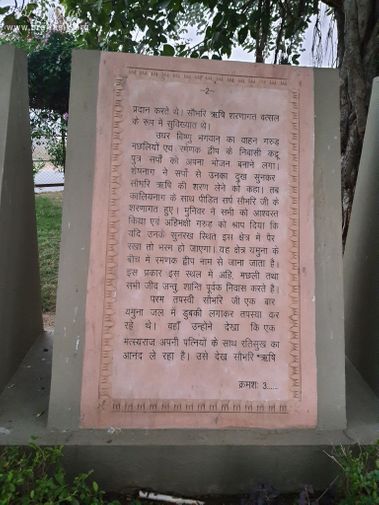 -2-
प्रदान करते थे। सौभरि ऋषि शरणागत वत्सल
के रूप में सुविख्यात थे।
उधर विष्णु भगवान का वाहन गरुड
मछलियों एवं रमणक द्वीप के निवासी कद्रू
पुत्र सर्पों को अपना भोजन बनाने लगा।
शेषनाग ने सर्पों से उनका दुख सुनकर
सौभरि ऋषि की शरण लेने को कहा। तब
कालियनाग के साथ पीडित सर्प सौभरि जी के
शरणागत हुए। मुनिवर ने सभी को आश्वस्त
किया एवं अहिभक्षी गरुड को श्राप दिया कि
यदि उनके सुनरख स्थित इस क्षेत्र में पैर
रखा तो भस्म हो जाएगा। यह क्षेत्र यमुना के
बीच में रमणक द्वीप नाम से जाना जाता है।
इस प्रकार इस स्थल में अहि, मछली तथा
सभी जीव जन्तु, शान्ति पूर्वक निवास करते है।
परम तपस्वी सौभरि जी एक बार
यमुना जल में डुबकी लगाकर तपस्या कर
रहे थे। वहाँ उन्होने देखा कि एक
मत्स्यराज अपनी पत्नियों के साथ रतिसुख का
आनंद ले रहा है। उसे देख सौभरि ऋषि
क्रमशः 3.....